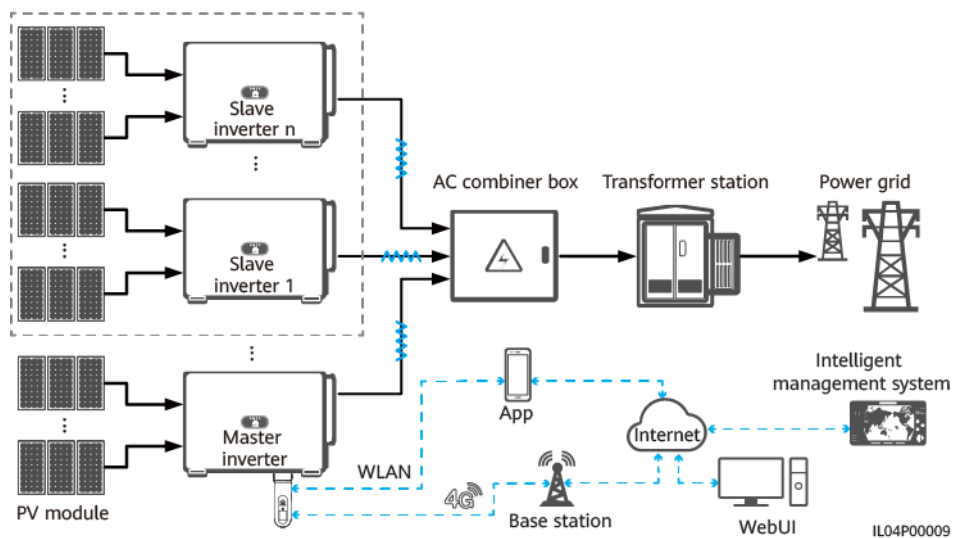 Slave
inverter n
Slave
inverter 1
AC combiner box
Transformer station
Power grid
Master
inverter
PV module
WLAN
4G
App
Base station
Internet
Intelligent
management system
WebUI
IL04P00009